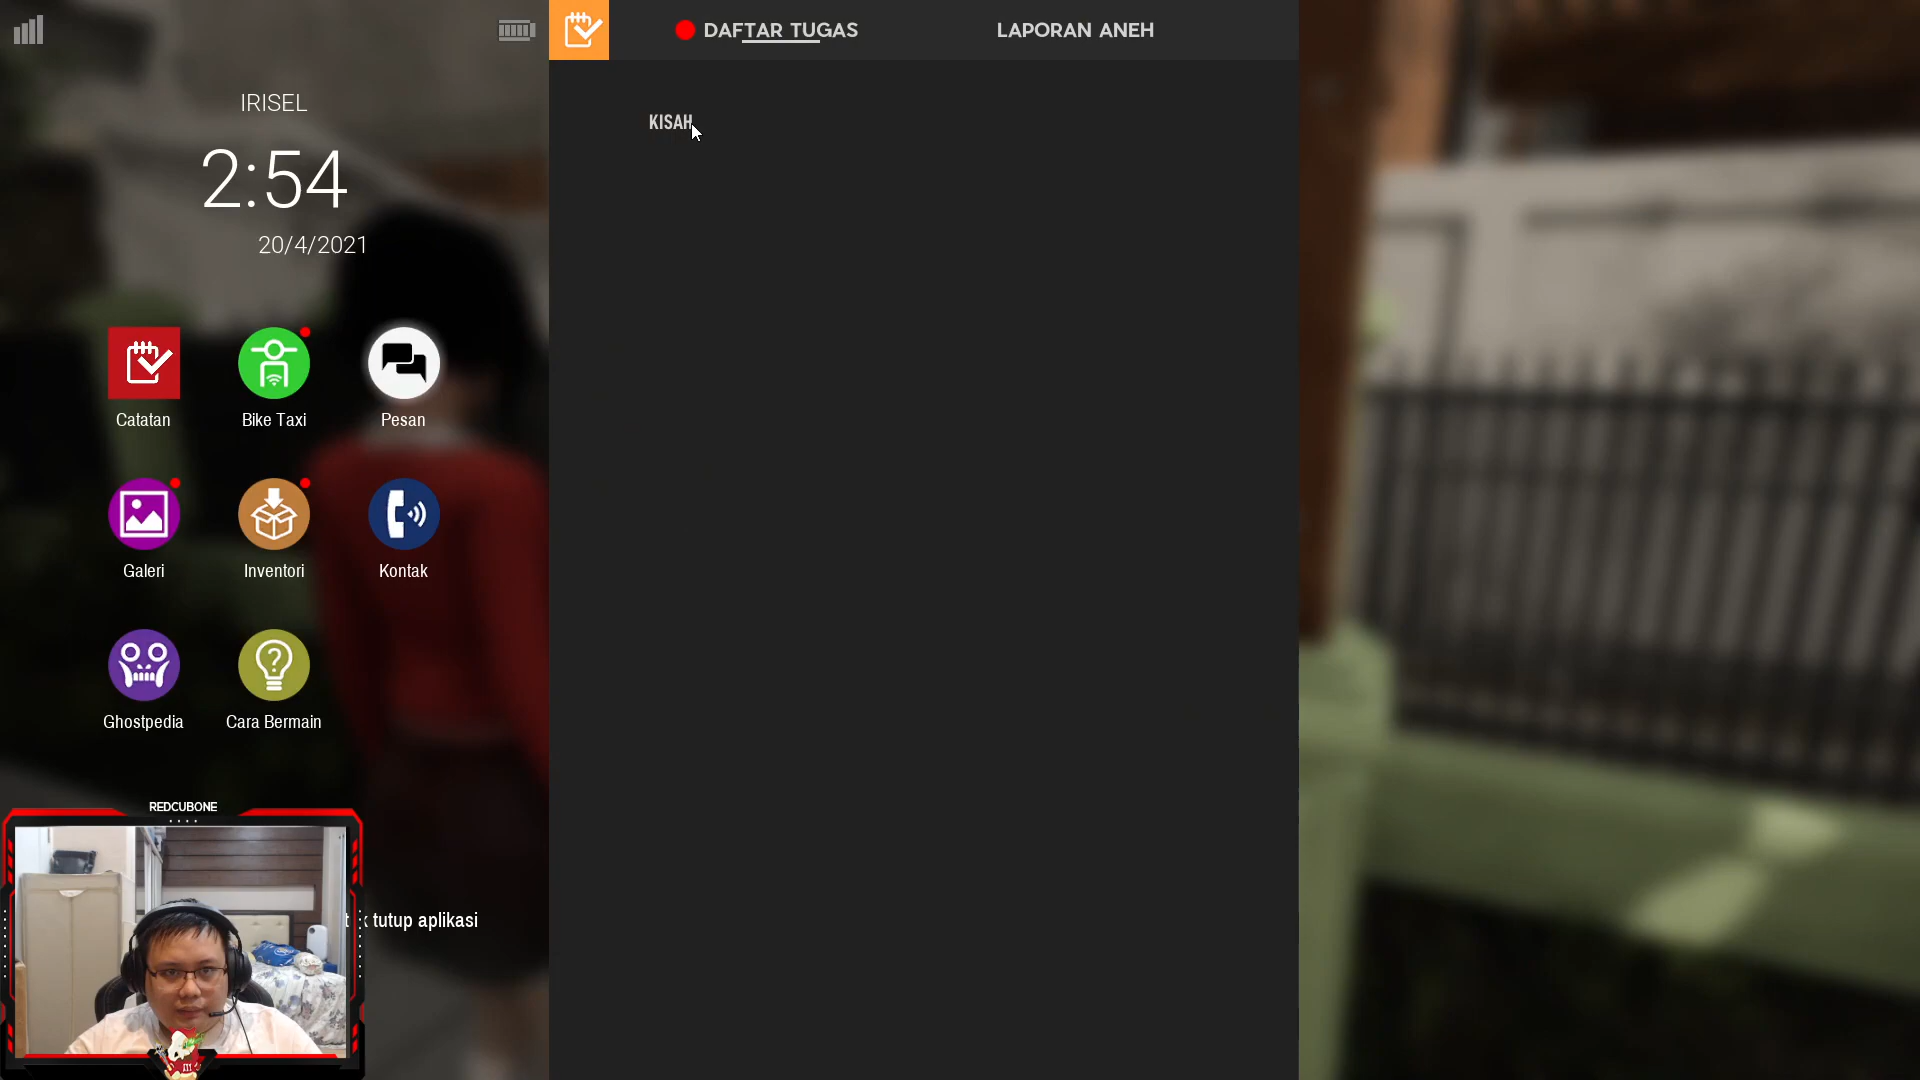 IRISEL
2:54
20/4/2021
Catatan
Bike Taxi
Pesan
Galeri
Inventori
Kontak
Ghostpedia
Cara Bermain
tutup aplikasi
REDCUBONE
DAFTAR TUGAS
LAPORAN ANEH
KISAH